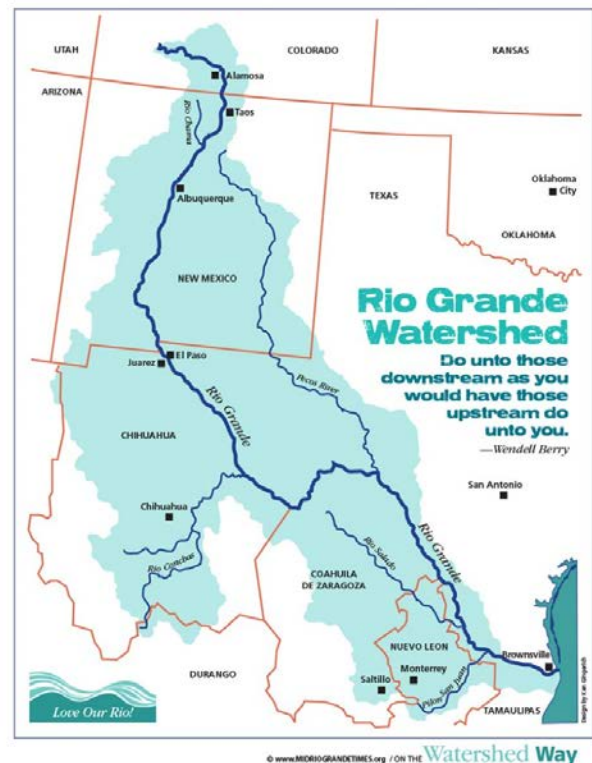 UTAH
COLORADO
KANSAS
ARIZONA
Alamosa
Taos
Rio Chama
Albuquerque
NEW MEXICO
TEXAS
Oklahoma
City
OKLAHOMA
Rio Grande
Watershed
Do unto those
downstream as you
would have those
upstream do
unto you.
—Wendell Berry
El Paso
Juarez
Pecos River
Rio Grande
CHIHUAHUA
Chihuahua
Rio Conchos
San Antonio
COAHUILA
DE ZARAGOZA
Rio Salado
Rio Grande
NUEVO LEON
Monterrey
Saltillo
Pilon San Juan
Brownsville
TAMAULIPAS
DURANGO
Love Our Rio!
© www.MIDRIOGRANDETIMES.org / ON THE Watershed Way